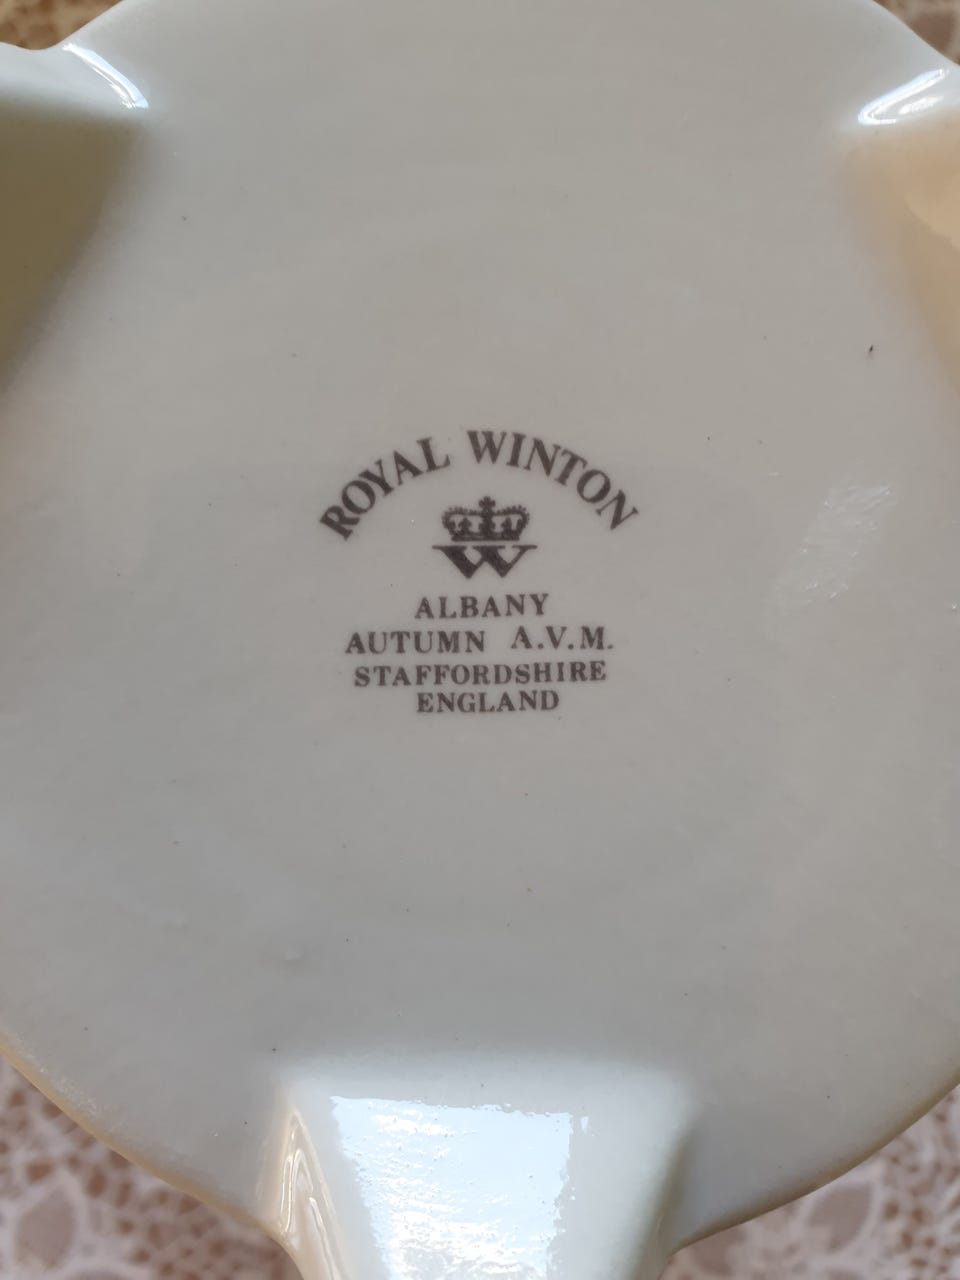 ROYAL WINTON
W
ALBANY
AUTUMN A.V.M.
STAFFORDSHIRE
ENGLAND